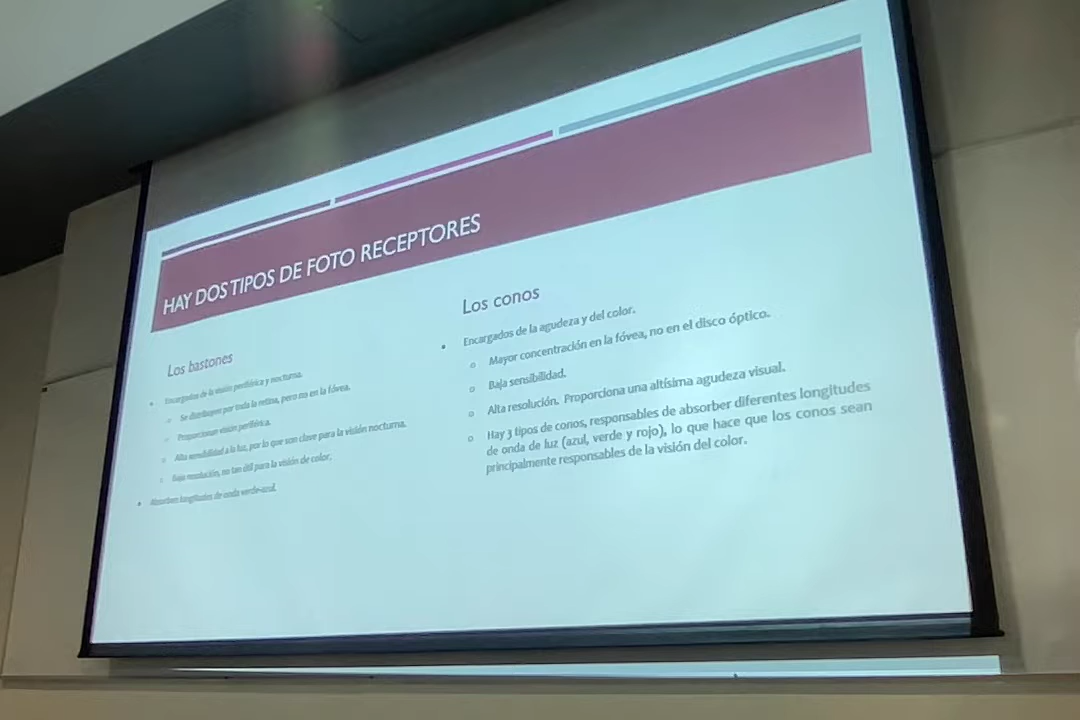 HAY DOS TIPOS DE FOTO RECEPTORES
Los bastones
Encargados de la visión periférica y nocturna.
Se distribuyen por toda la retina, pero no en la fóvea.
Proporcionan visión periférica.
Alta sensibilidad a la luz, por lo que son clave para la visión nocturna.
Baja resolución, no tan útil para la visión de color.
Absorben longitudes de onda verde-azul.
Los conos
Encargados de la agudeza y del color.
Mayor concentración en la fóvea, no en el disco óptico.
Baja sensibilidad.
Alta resolución. Proporciona una altísima agudeza visual.
Hay 3 tipos de conos, responsables de absorber diferentes longitudes
de onda de luz (azul, verde y rojo), lo que hace que los conos sean
principalmente responsables de la visión del color.